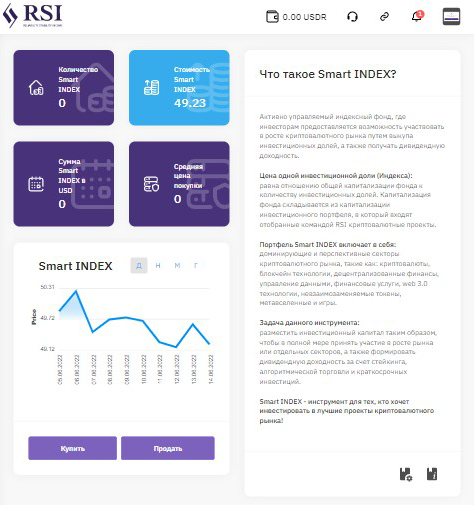 RSI
0.00 USDR
1
Количество
Smart
INDEX
0
Стоимость
Smart
INDEX
49.23
Сумма
Smart
INDEX в
USD
0
Средняя
цена
покупки
0
Smart INDEX
Д Н М Г
Price
50.31
49.72
49.12
05.06.2022
06.06.2022
07.06.2022
08.06.2022
09.06.2022
10.06.2022
11.06.2022
12.06.2022
13.06.2022
14.06.2022
Купить
Продать
Что такое Smart INDEX?
Активно управляемый индексный фонд, где
инвесторам предоставляется возможность участвовать
в росте криптовалютного рынка путем выкупа
инвестиционных долей, а также получать дивидендную
доходность.
Цена одной инвестиционной доли (Индекса):
равна отношению общей капитализации фонда к
количеству инвестиционных долей. Капитализация
фонда складывается из капитализации
инвестиционного портфеля, в который входят
отобранные командой RSI криптовалютные проекты.
Портфель Smart INDEX включает в себя:
доминирующие и перспективные секторы
криптовалютного рынка, такие как: криптовалюты,
блокчейн технологии, децентрализованные финансы,
управление данными, финансовые услуги, web 3.0
технологии, невзаимозаменяемые токены,
метавселенные и игры.
Задача данного инструмента:
разместить инвестиционный капитал таким образом,
чтобы в полной мере принять участие в росте рынка
или отдельных секторов, а также формировать
дивидендную доходность за счет стейкинга,
алгоритмической торговли и краткосрочных
инвестиций.
Smart INDEX - инструмент для тех, кто хочет
инвестировать в лучшие проекты криптовалютного
рынка!